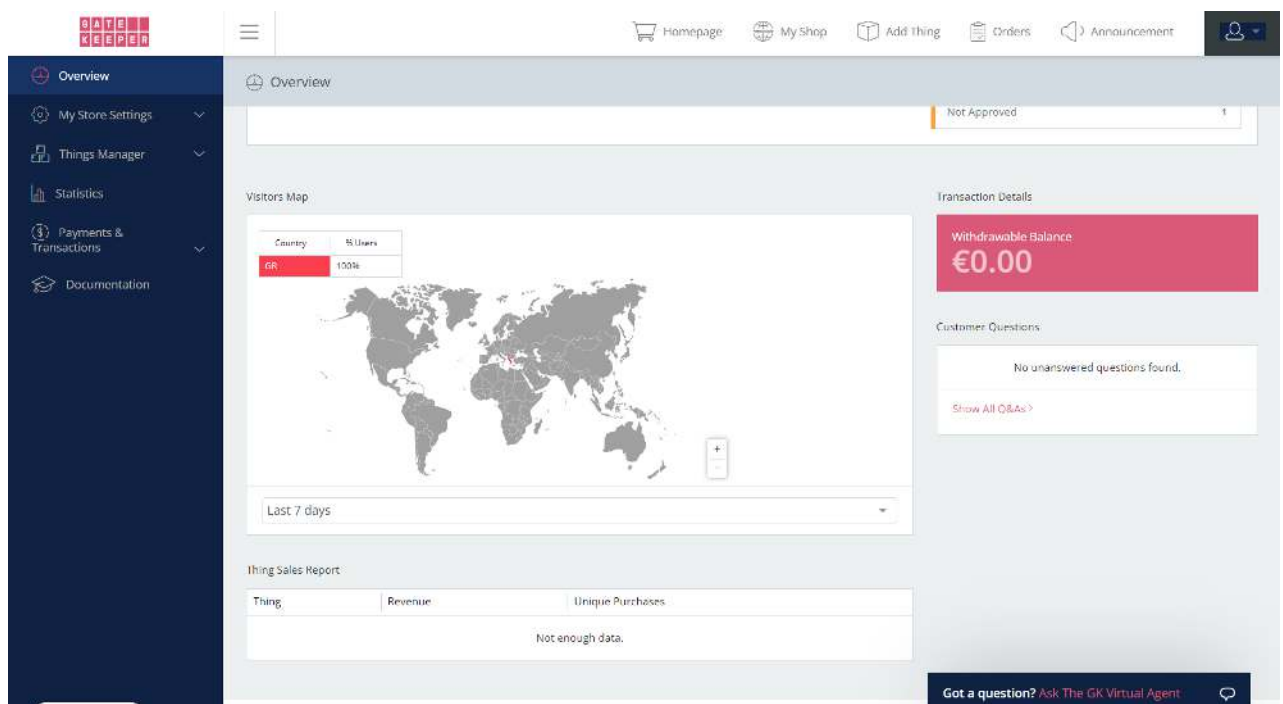 GATE
KEEPER
Homepage
My Shop
Add Thing
Orders
Announcement
Overview
My Store Settings
Things Manager
Statistics
Payments &
Transactions
Documentation
Overview
Not Approved 1
Visitors Map
Country % Users
GR 100%
+
-
Last 7 days
Thing Sales Report
Thing Revenue Unique Purchases
Not enough data.
Transaction Details
Withdrawable Balance
€0.00
Customer Questions
No unanswered questions found.
Show All Q&As >
Got a question? Ask The GK Virtual Agent